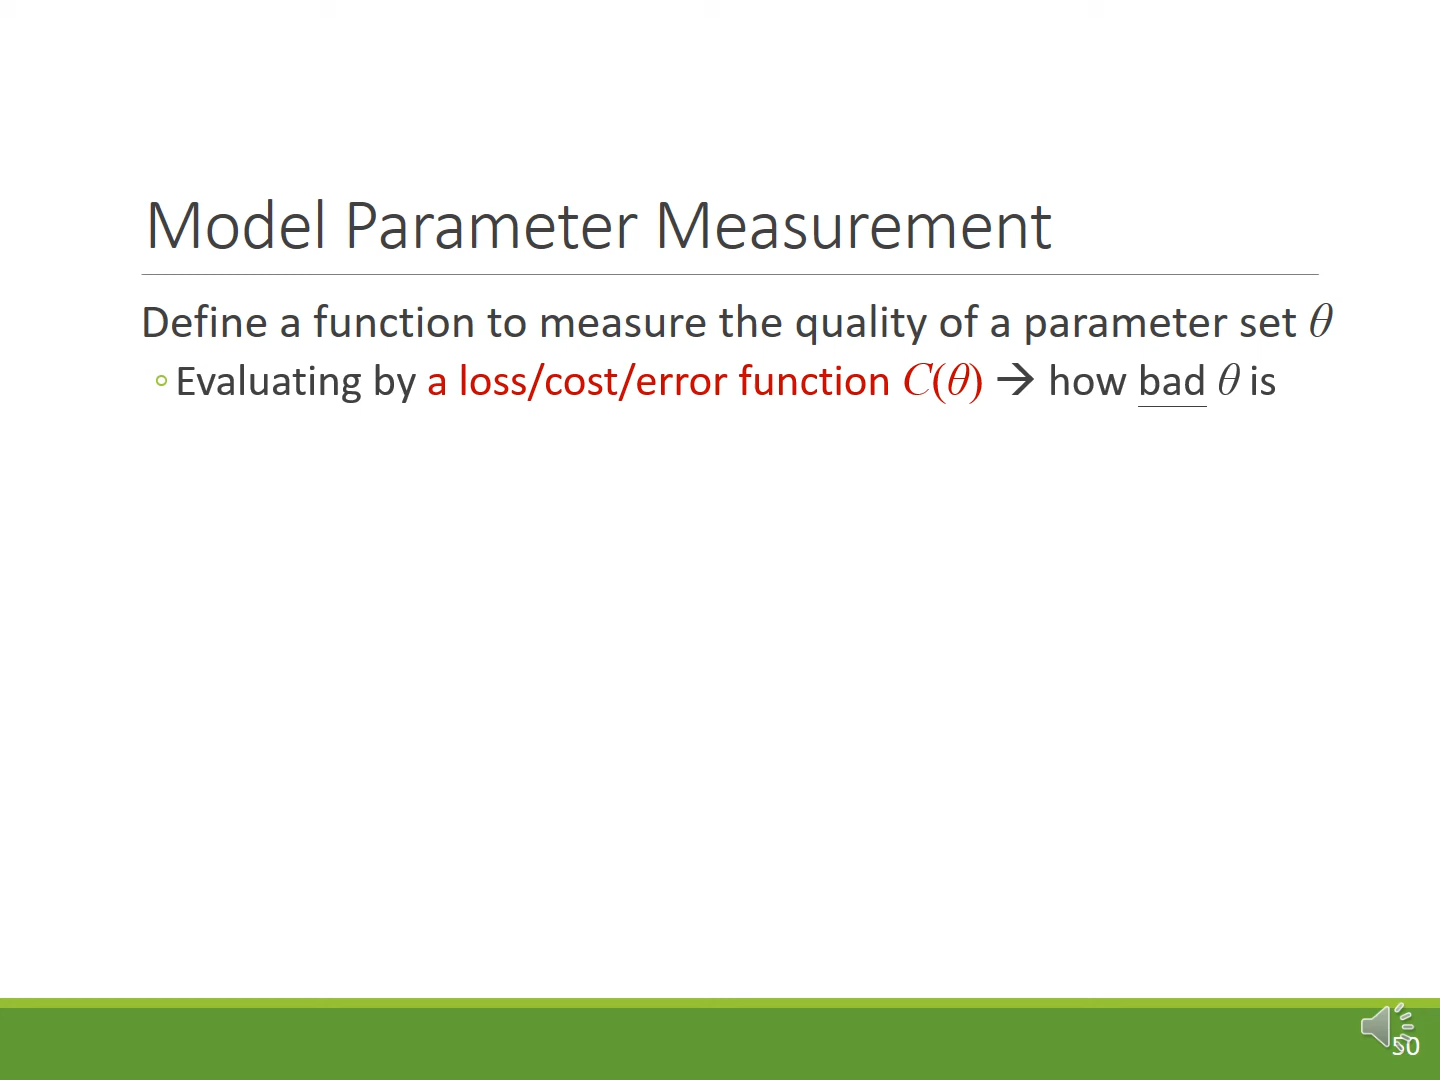 Model Parameter Measurement
Define a function to measure the quality of a parameter set θ
◦Evaluating by a loss/cost/error function C(θ) → how bad θ is
50